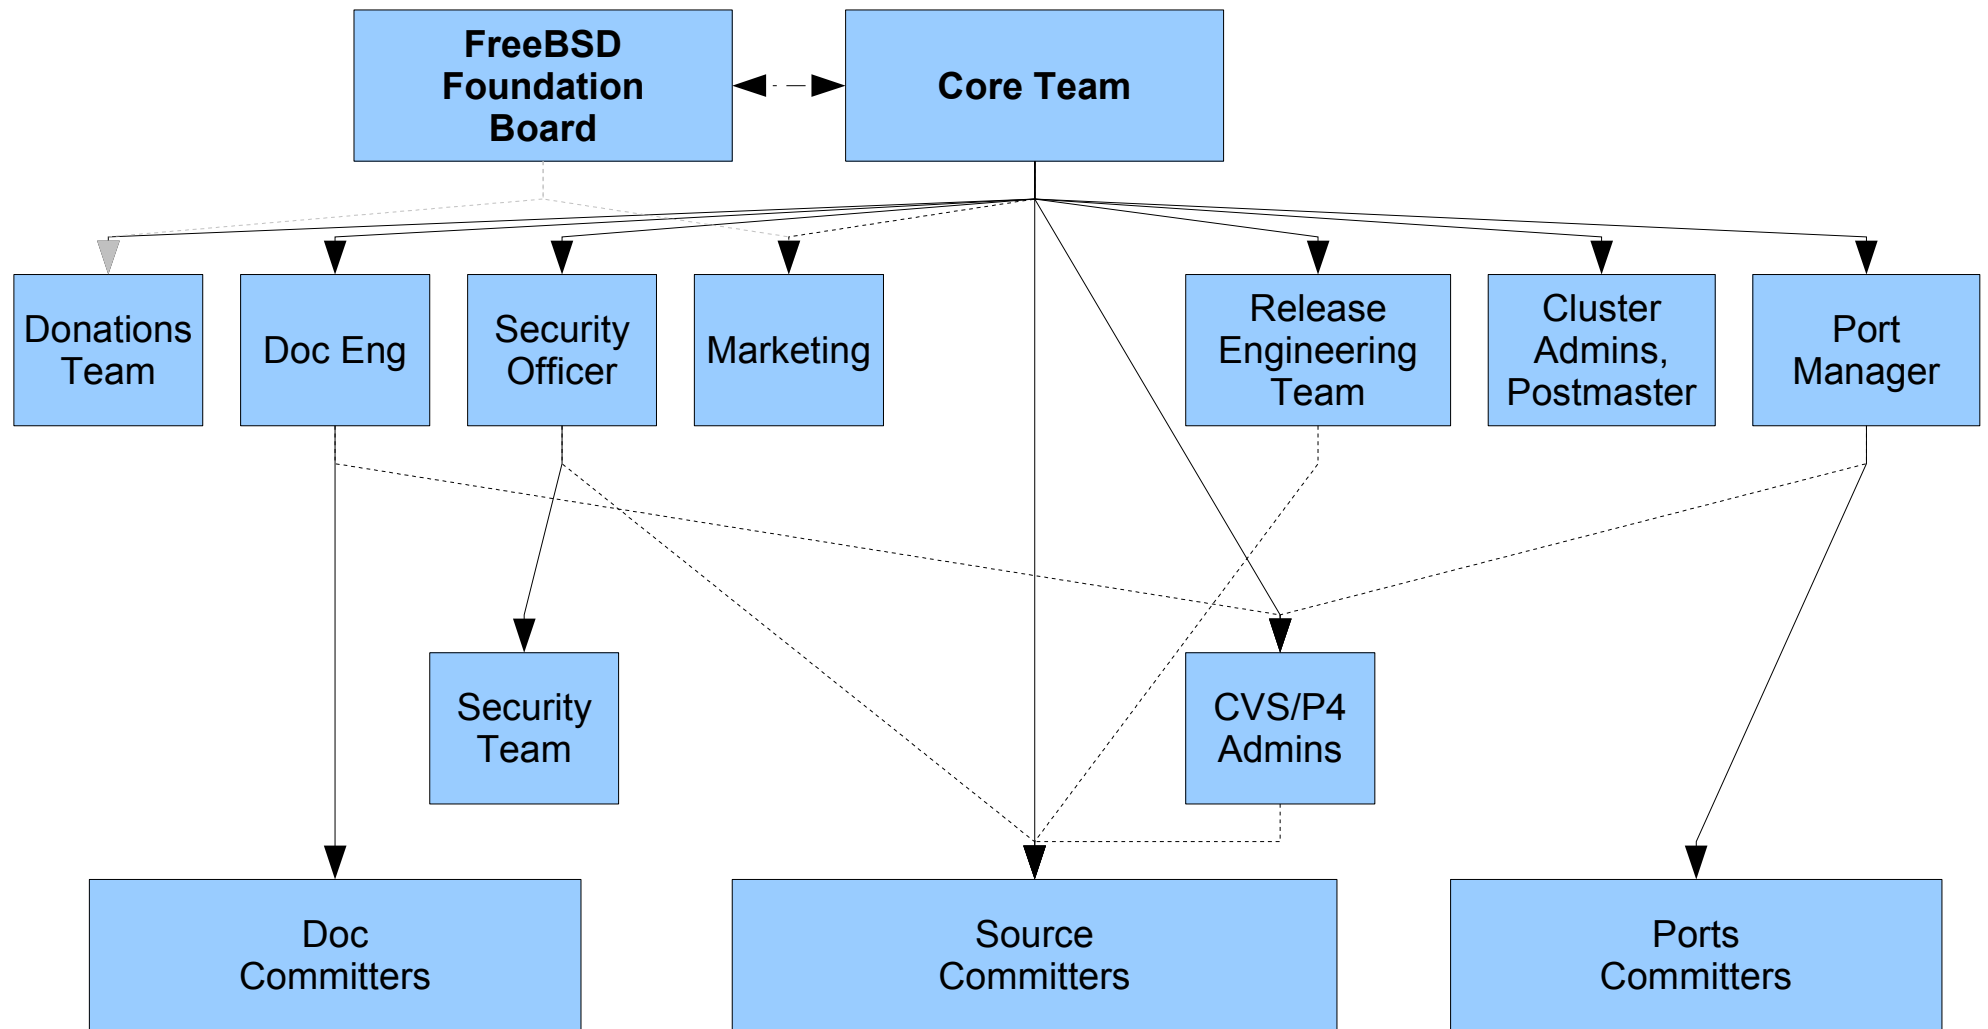 FreeBSD
Foundation
Board
Core Team
Donations
Team
Doc Eng
Security
Officer
Marketing
Release
Engineering
Team
Cluster
Admins,
Postmaster
Port
Manager
Security
Team
CVS/P4
Admins
Doc
Committers
Source
Committers
Ports
Committers